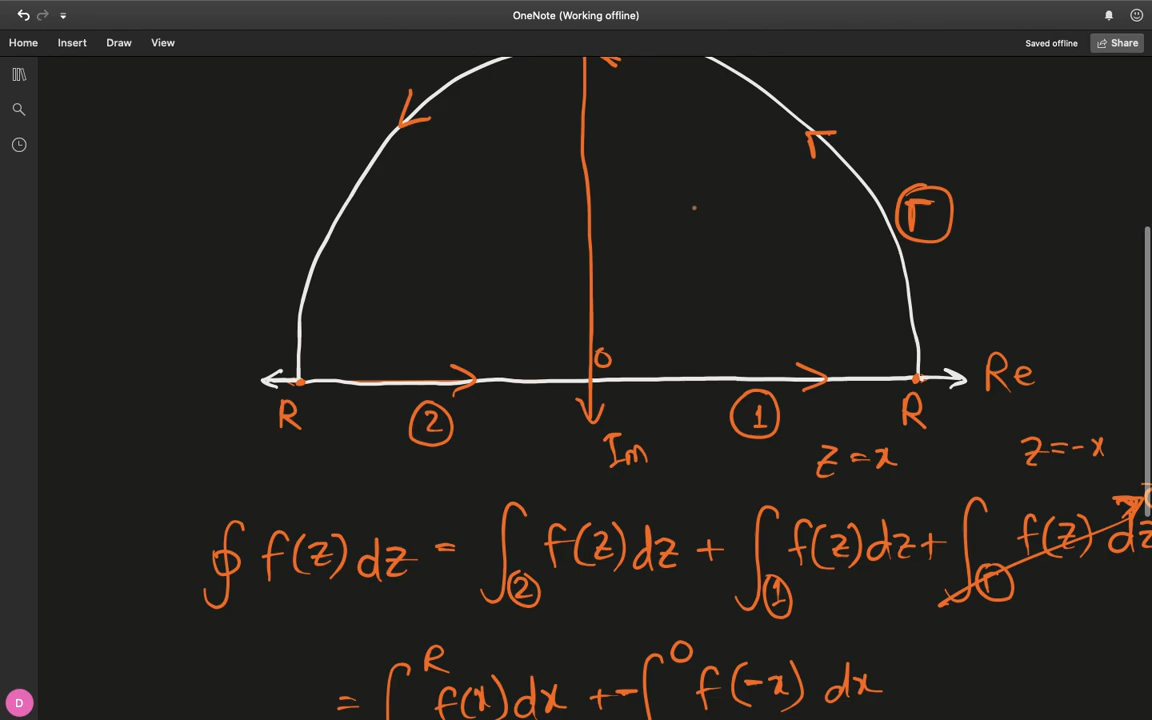 OneNote (Working offline)
Home Insert Draw View
Saved offline Share
Γ
0
Re
R ② ① R
Im z = x z = -x
∮ f(z) dz = ∫② f(z) dz + ∫① f(z) dz + ∫Γ f(z) dz
= ∫^R f(x) dx + - ∫^0 f(-x) dx
D